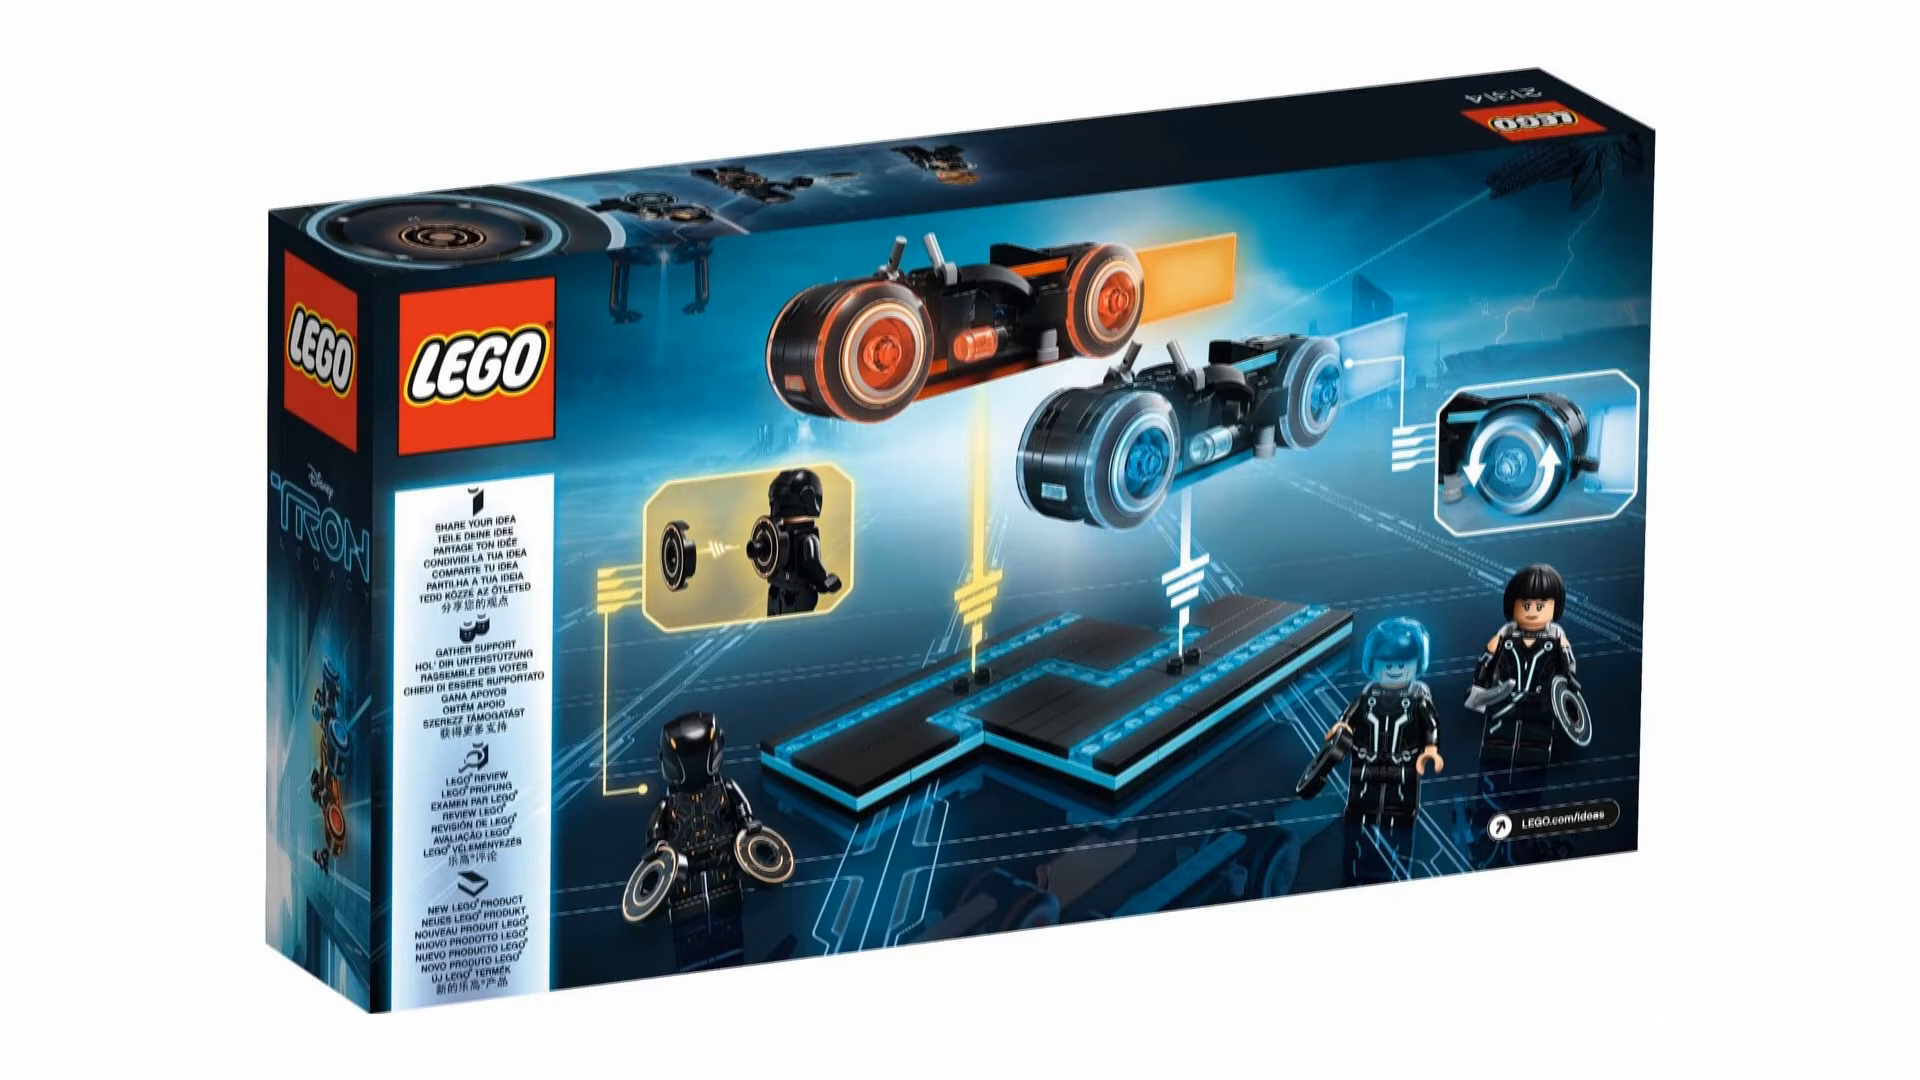 21314
LEGO
LEGO
LEGO®
Disney
TRON
LEGACY
SHARE YOUR IDEA
TEILE DEINE IDEE
PARTAGE TON IDÉE
CONDIVIDI LA TUA IDEA
COMPARTE TU IDEA
PARTILHA A TUA IDEIA
TEDD KÖZZÉ AZ ÖTLETED
分享您的观点
GATHER SUPPORT
HOL' DIR UNTERSTÜTZUNG
RASSEMBLE DES VOTES
CHIEDI DI ESSERE SUPPORTATO
GANA APOYOS
OBTÉM APOIO
SZEREZZ TÁMOGATÁST
获得更多支持
LEGO® REVIEW
LEGO® PRÜFUNG
EXAMEN PAR LEGO®
REVIEW LEGO®
REVISIÓN DE LEGO®
AVALIAÇÃO LEGO®
LEGO® VÉLEMÉNYEZÉS
乐高®评论
NEW LEGO® PRODUCT
NEUES LEGO® PRODUKT
NOUVEAU PRODUIT LEGO®
NUOVO PRODOTTO LEGO®
NUEVO PRODUCTO LEGO®
NOVO PRODUTO LEGO®
ÚJ LEGO® TERMÉK
新的乐高®产品
LEGO.com/ideas